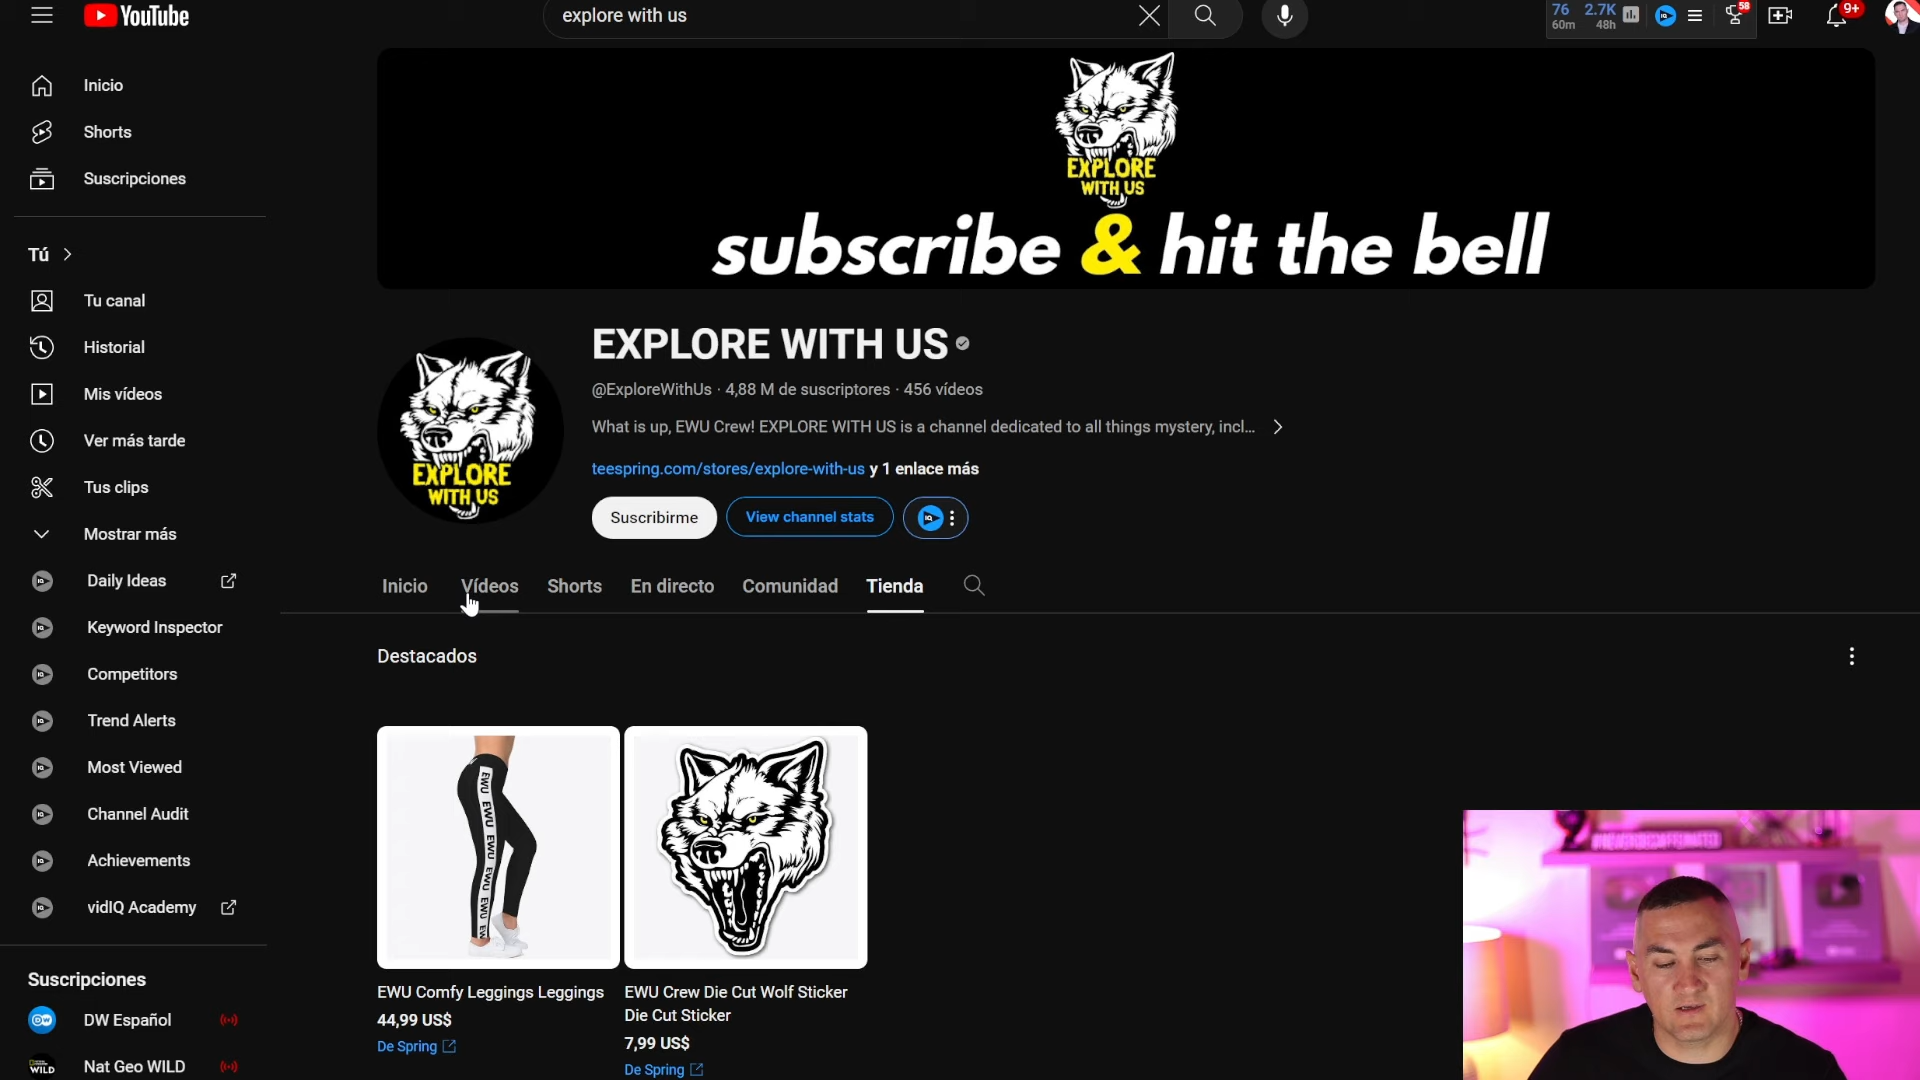 YouTube
explore with us
76
60m
2.7K
48h
58
9+
Inicio
Shorts
Suscripciones
Tú
Tu canal
Historial
Mis vídeos
Ver más tarde
Tus clips
Mostrar más
Daily Ideas
Keyword Inspector
Competitors
Trend Alerts
Most Viewed
Channel Audit
Achievements
vidIQ Academy
Suscripciones
DW Español
Nat Geo WILD
EXPLORE
WITH US
subscribe & hit the bell
EXPLORE
WITH US
EXPLORE WITH US
@ExploreWithUs · 4,88 M de suscriptores · 456 vídeos
What is up, EWU Crew! EXPLORE WITH US is a channel dedicated to all things mystery, incl...
teespring.com/stores/explore-with-us y 1 enlace más
Suscribirme
View channel stats
Inicio
Vídeos
Shorts
En directo
Comunidad
Tienda
Destacados
EWU EWU EWU EWU EWU
EWU Comfy Leggings Leggings
44,99 US$
De Spring
EWU Crew Die Cut Wolf Sticker
Die Cut Sticker
7,99 US$
De Spring